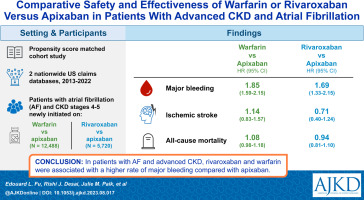 Comparative Safety and Effectiveness of Warfarin or Rivaroxaban
Versus Apixaban in Patients With Advanced CKD and Atrial Fibrillation
Setting & Participants
Propensity score matched
cohort study
2 nationwide US claims
databases, 2013-2022
Patients with atrial fibrillation
(AF) and CKD stages 4-5
newly initiated on:
Warfarin
vs
apixaban
(N = 12,488)
Rivaroxaban
vs
apixaban
(N = 5,720)
Findings
Warfarin
vs
Apixaban
HR (95% CI)
Rivaroxaban
vs
Apixaban
HR (95% CI)
Major bleeding
1.85
(1.59-2.15)
1.69
(1.33-2.15)
Ischemic stroke
1.14
(0.83-1.57)
0.71
(0.40-1.24)
All-cause mortality
1.08
(0.98-1.18)
0.94
(0.81-1.10)
CONCLUSION: In patients with AF and advanced CKD, rivaroxaban and warfarin
were associated with a higher rate of major bleeding compared with apixaban.
Edouard L. Fu, Rishi J. Desai, Julie M. Paik, et al
@AJKDonline | DOI: 10.1053/j.ajkd.2023.08.017
AJKD